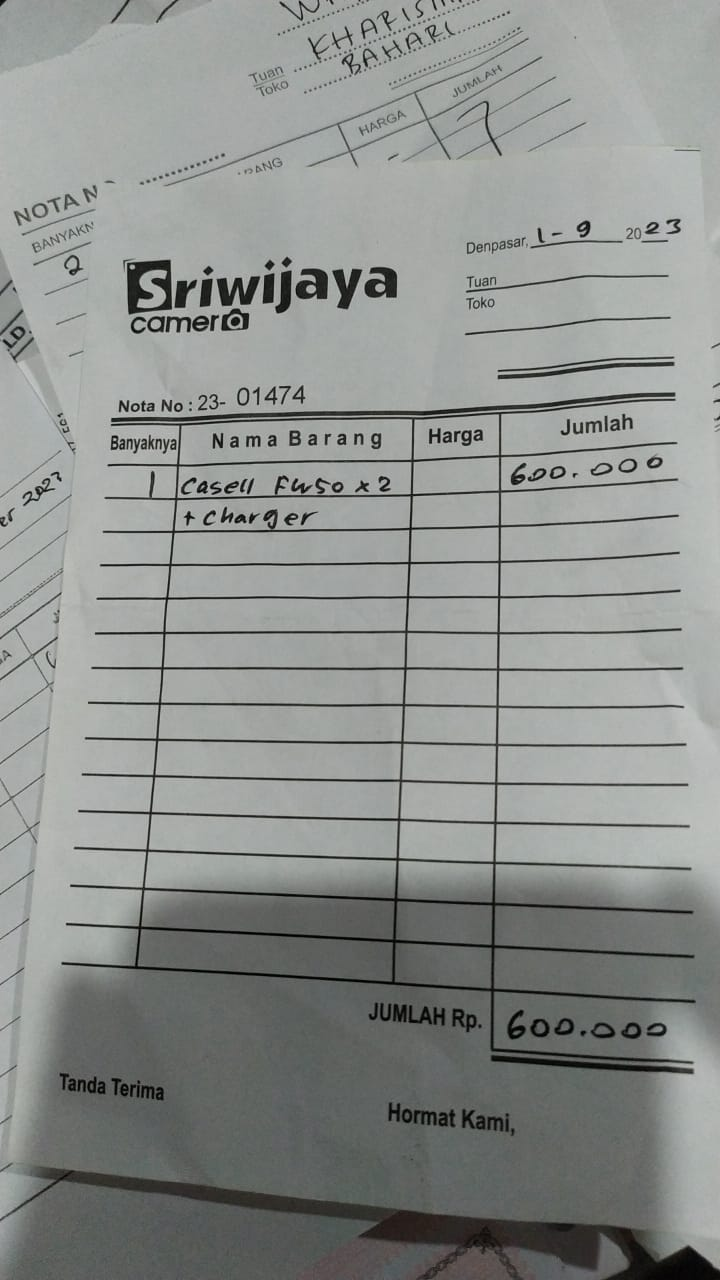 KHARIS
BAHARI
Tuan
Toko
HARGA
JUMLAH
NOTA N
BANYAKN
2
7
Sriwijaya
camera
Denpasar, 1 - 9 2023
Tuan
Toko
Nota No : 23- 01474
Banyaknya Nama Barang Harga Jumlah
1 Casell FW50 x 2 600.000
+ Charger
JUMLAH Rp. 600.000
Tanda Terima
Hormat Kami,